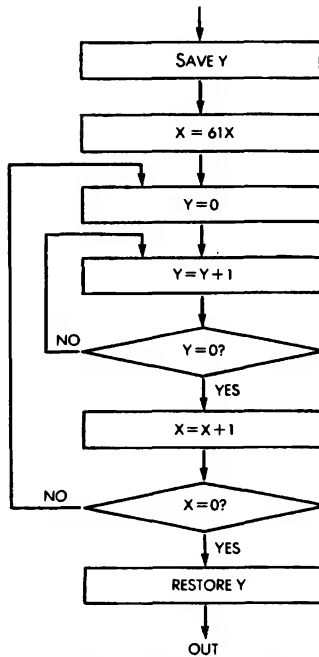 SAVE Y
X = 61X
Y=0
Y=Y+1
NO
Y=0?
YES
X=X+1
NO
X=0?
YES
RESTORE Y
OUT